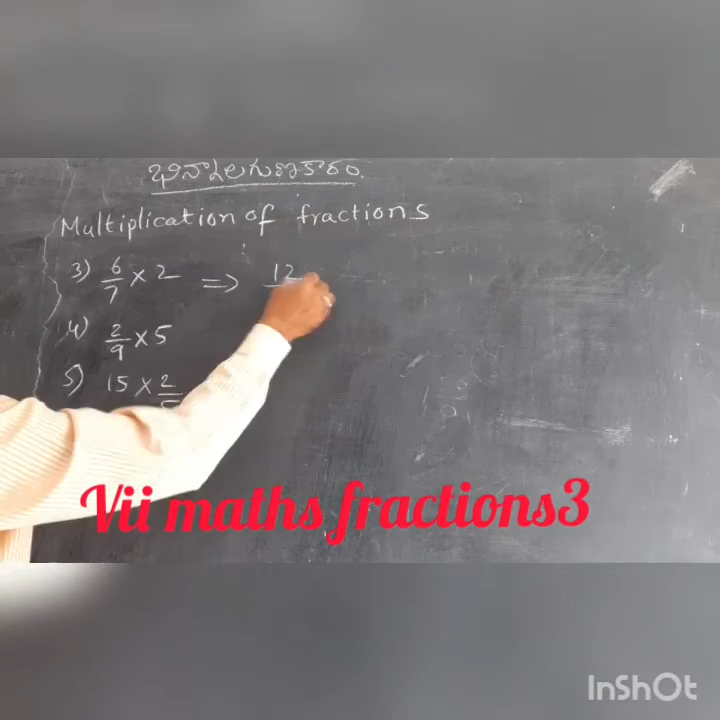 భిన్నాల గుణకారం.
Multiplication of fractions
3) 6/7 × 2 ⇒ 12
4) 2/9 × 5
5) 15 × 2/
Vii maths fractions3
InShOt